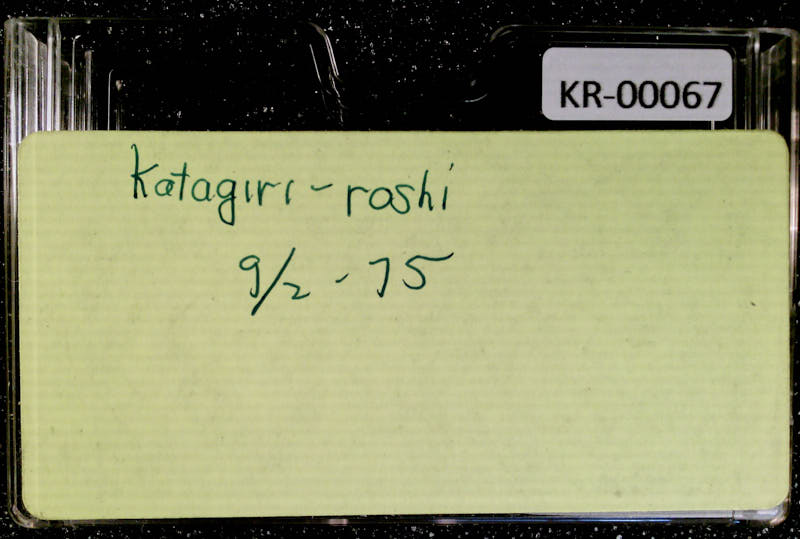 KR-00067
Katagiri - roshi
9/2 - 75